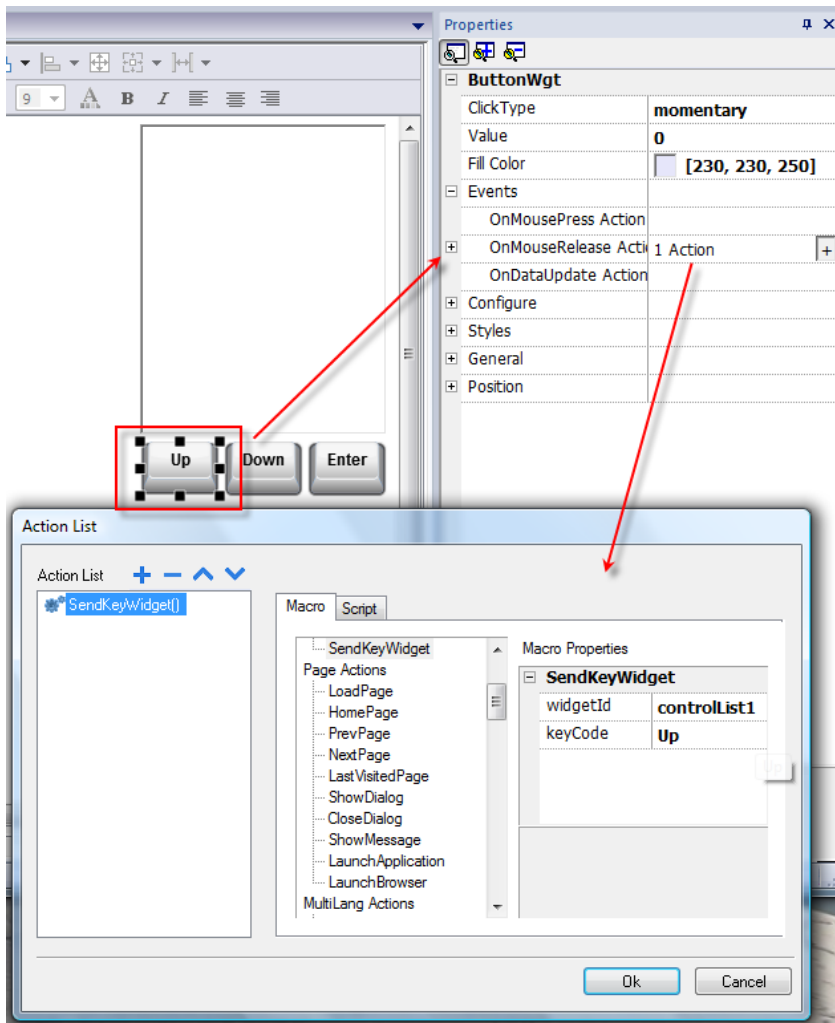 Properties
9 A B I
ButtonWgt
ClickType momentary
Value 0
Fill Color [230, 230, 250]
Events
OnMousePress Action
OnMouseRelease Acti 1 Action +
OnDataUpdate Action
Configure
Styles
General
Position
Up Down Enter
Action List
Action List
SendKeyWidget()
Macro Script
SendKeyWidget
Page Actions
LoadPage
HomePage
PrevPage
NextPage
LastVisitedPage
ShowDialog
CloseDialog
ShowMessage
LaunchApplication
LaunchBrowser
MultiLang Actions
Macro Properties
SendKeyWidget
widgetId controlList1
keyCode Up
Up
Ok Cancel